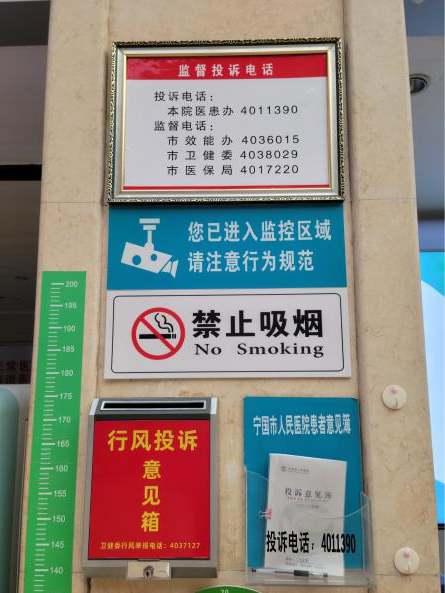 监督投诉电话
投诉电话:
本院医患办 4011390
监督电话:
市效能办 4036015
市卫健委 4038029
市医保局 4017220
您已进入监控区域
请注意行为规范
禁止吸烟
No Smoking
200
195
190
185
180
175
170
165
160
155
150
145
140
行风投诉
意见箱
卫健委行风举报电话: 4037127
宁国市人民医院患者意见簿
投诉意见簿
投诉电话: 4011390